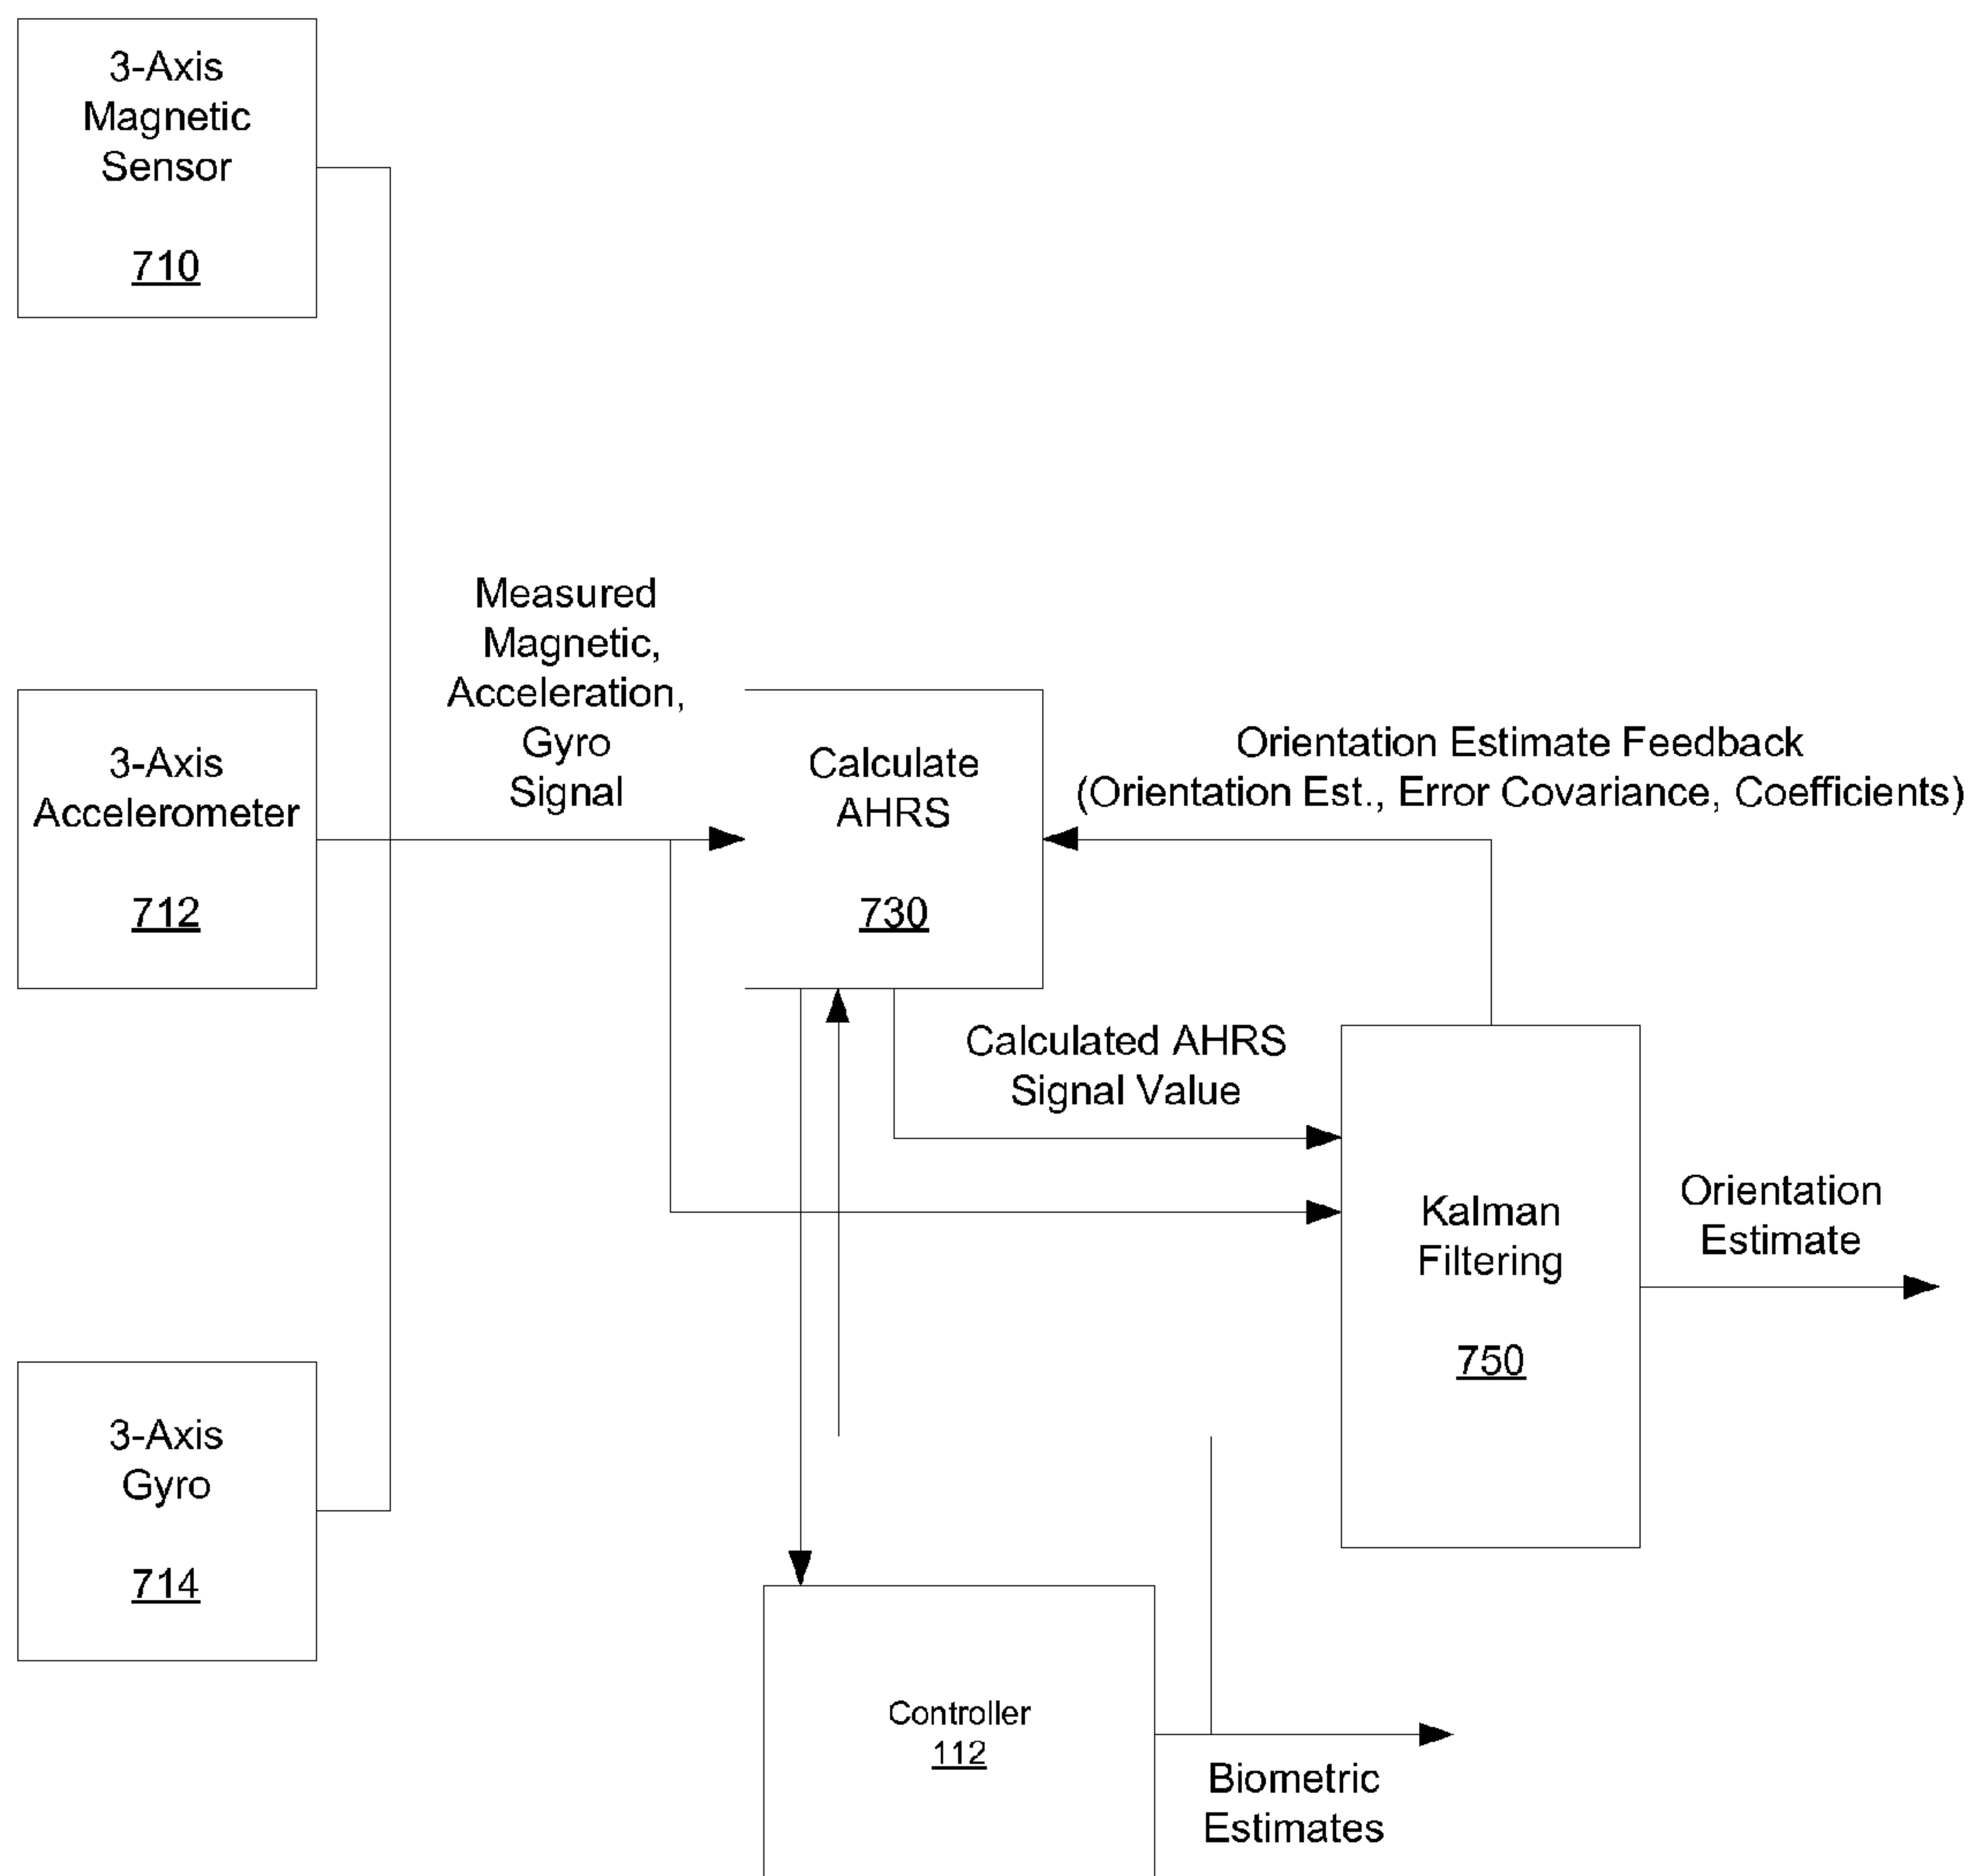 3-Axis
Magnetic
Sensor
710
Measured
Magnetic,
Acceleration,
Gyro
Signal
3-Axis
Accelerometer
712
Calculate
AHRS
730
Orientation Estimate Feedback
(Orientation Est., Error Covariance, Coefficients)
Calculated AHRS
Signal Value
Kalman
Filtering
750
Orientation
Estimate
3-Axis
Gyro
714
Controller
112
Biometric
Estimates